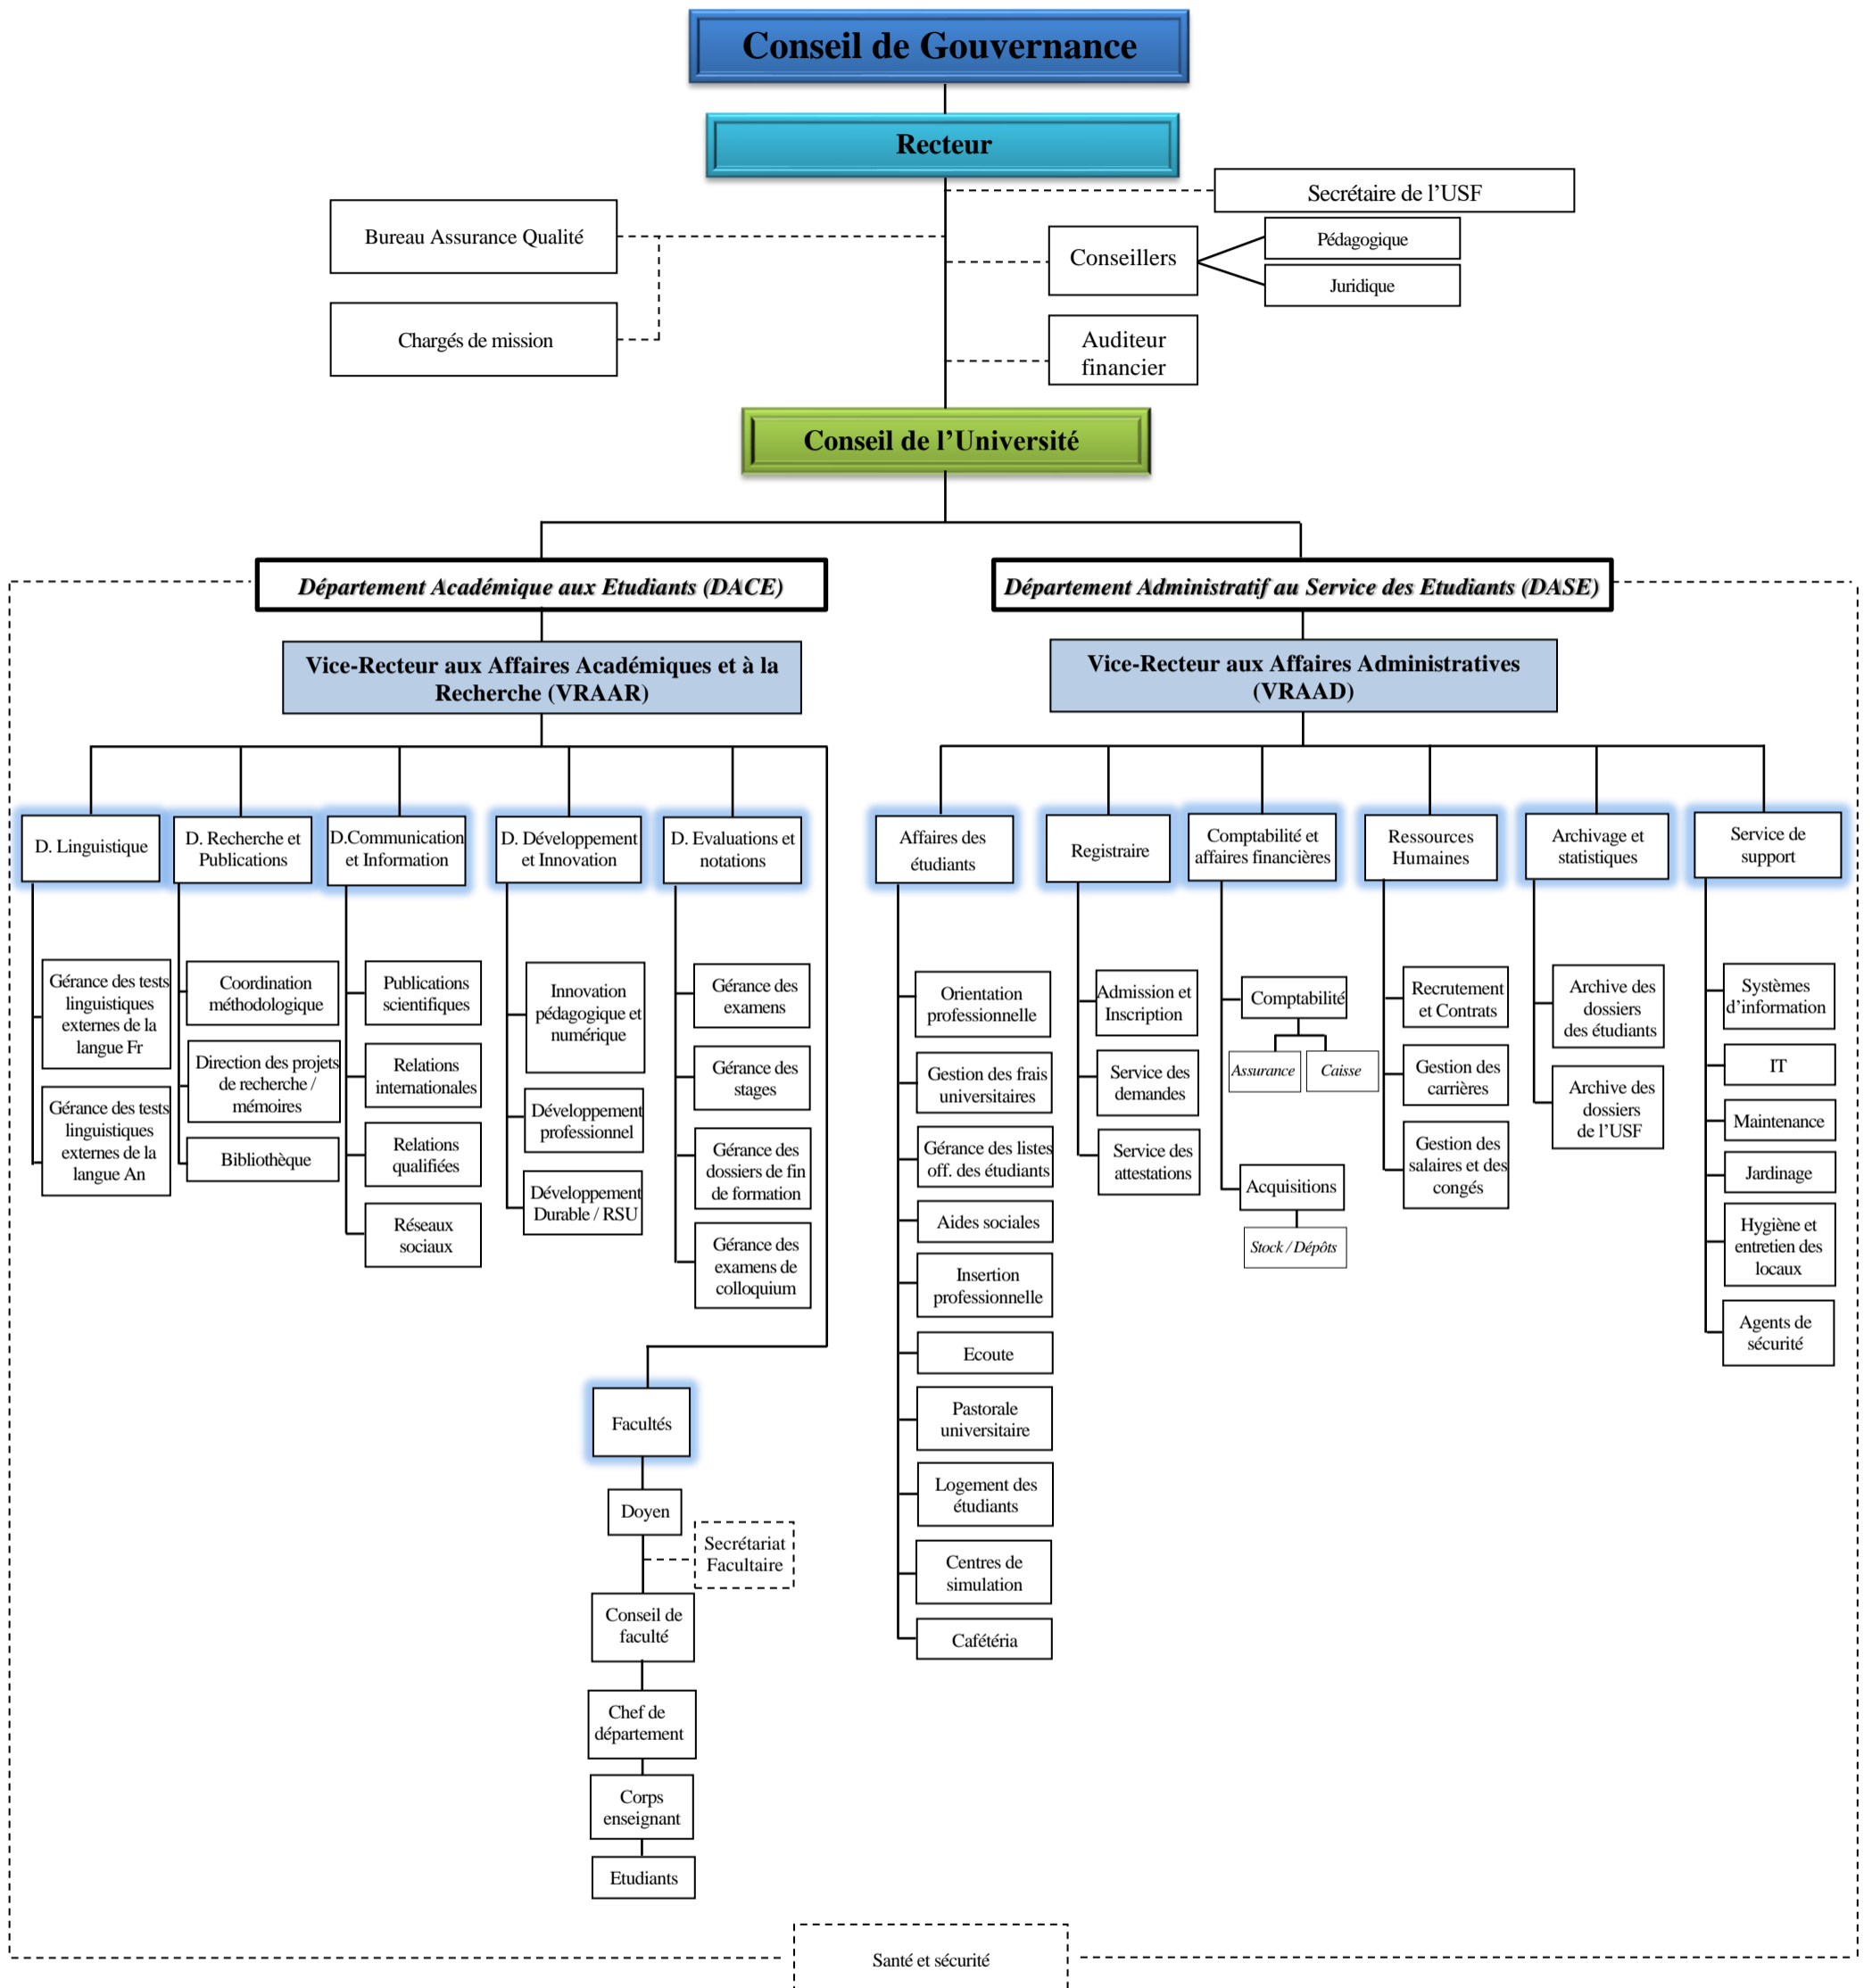 Conseil de Gouvernance
Recteur
Secrétaire de l’USF
Bureau Assurance Qualité
Conseillers
Pédagogique
Juridique
Chargés de mission
Auditeur
financier
Conseil de l’Université
Département Académique aux Etudiants (DACE)
Département Administratif au Service des Etudiants (DASE)
Vice-Recteur aux Affaires Académiques et à la
Recherche (VRAAR)
Vice-Recteur aux Affaires Administratives
(VRAAD)
D. Linguistique
D. Recherche et
Publications
D.Communication
et Information
D. Développement
et Innovation
D. Evaluations et
notations
Affaires des
étudiants
Registraire
Comptabilité et
affaires financières
Ressources
Humaines
Archivage et
statistiques
Service de
support
Gérance des tests
linguistiques
externes de la
langue Fr
Gérance des tests
linguistiques
externes de la
langue An
Coordination
méthodologique
Direction des projets
de recherche /
mémoires
Bibliothèque
Publications
scientifiques
Relations
internationales
Relations
qualifiées
Réseaux
sociaux
Innovation
pédagogique et
numérique
Développement
professionnel
Développement
Durable / RSU
Gérance des
examens
Gérance des
stages
Gérance des
dossiers de fin
de formation
Gérance des
examens de
colloquium
Orientation
professionnelle
Gestion des frais
universitaires
Gérance des listes
off. des étudiants
Aides sociales
Insertion
professionnelle
Ecoute
Pastorale
universitaire
Logement des
étudiants
Centres de
simulation
Cafétéria
Admission et
Inscription
Service des
demandes
Service des
attestations
Comptabilité
Assurance
Caisse
Acquisitions
Stock / Dépôts
Recrutement
et Contrats
Gestion des
carrières
Gestion des
salaires et des
congés
Archive des
dossiers
des étudiants
Archive des
dossiers
de l’USF
Systèmes
d’information
IT
Maintenance
Jardinage
Hygiène et
entretien des
locaux
Agents de
sécurité
Facultés
Doyen
Secrétariat
Facultaire
Conseil de
faculté
Chef de
département
Corps
enseignant
Etudiants
Santé et sécurité